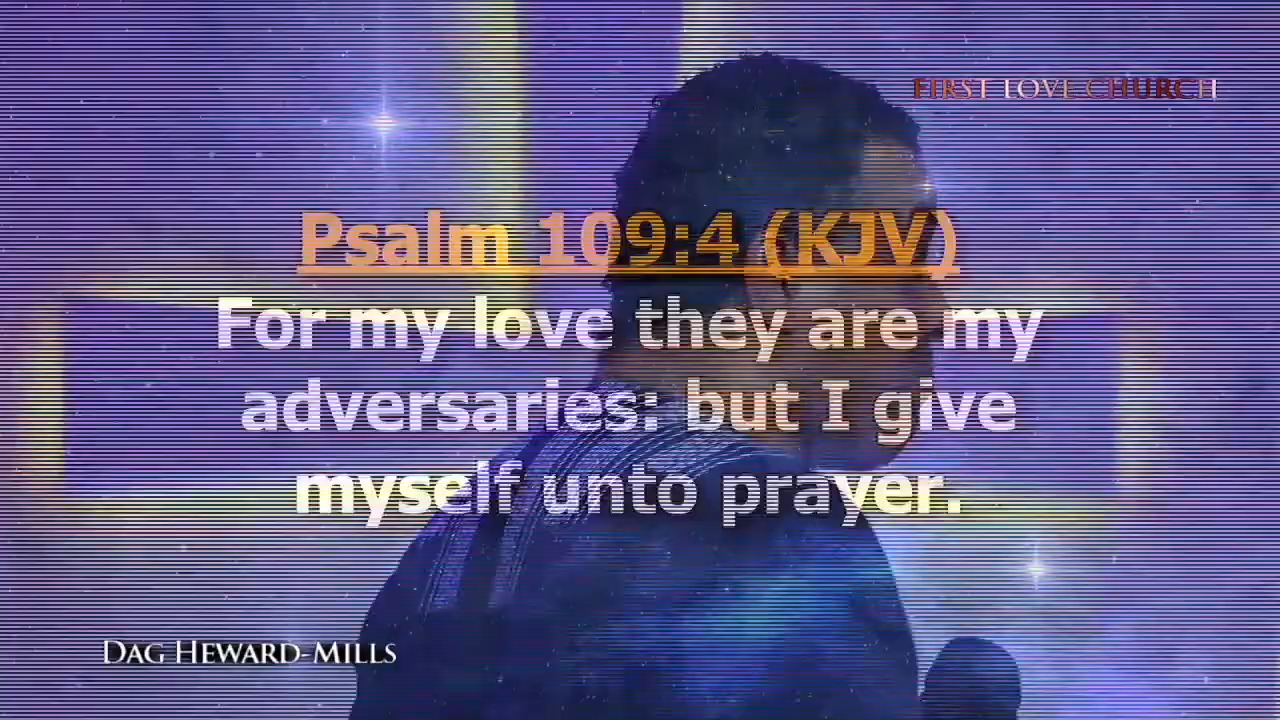 FIRST LOVE CHURCH
Psalm 109:4 (KJV)
For my love they are my
adversaries: but I give
myself unto prayer.
DAG HEWARD-MILLS